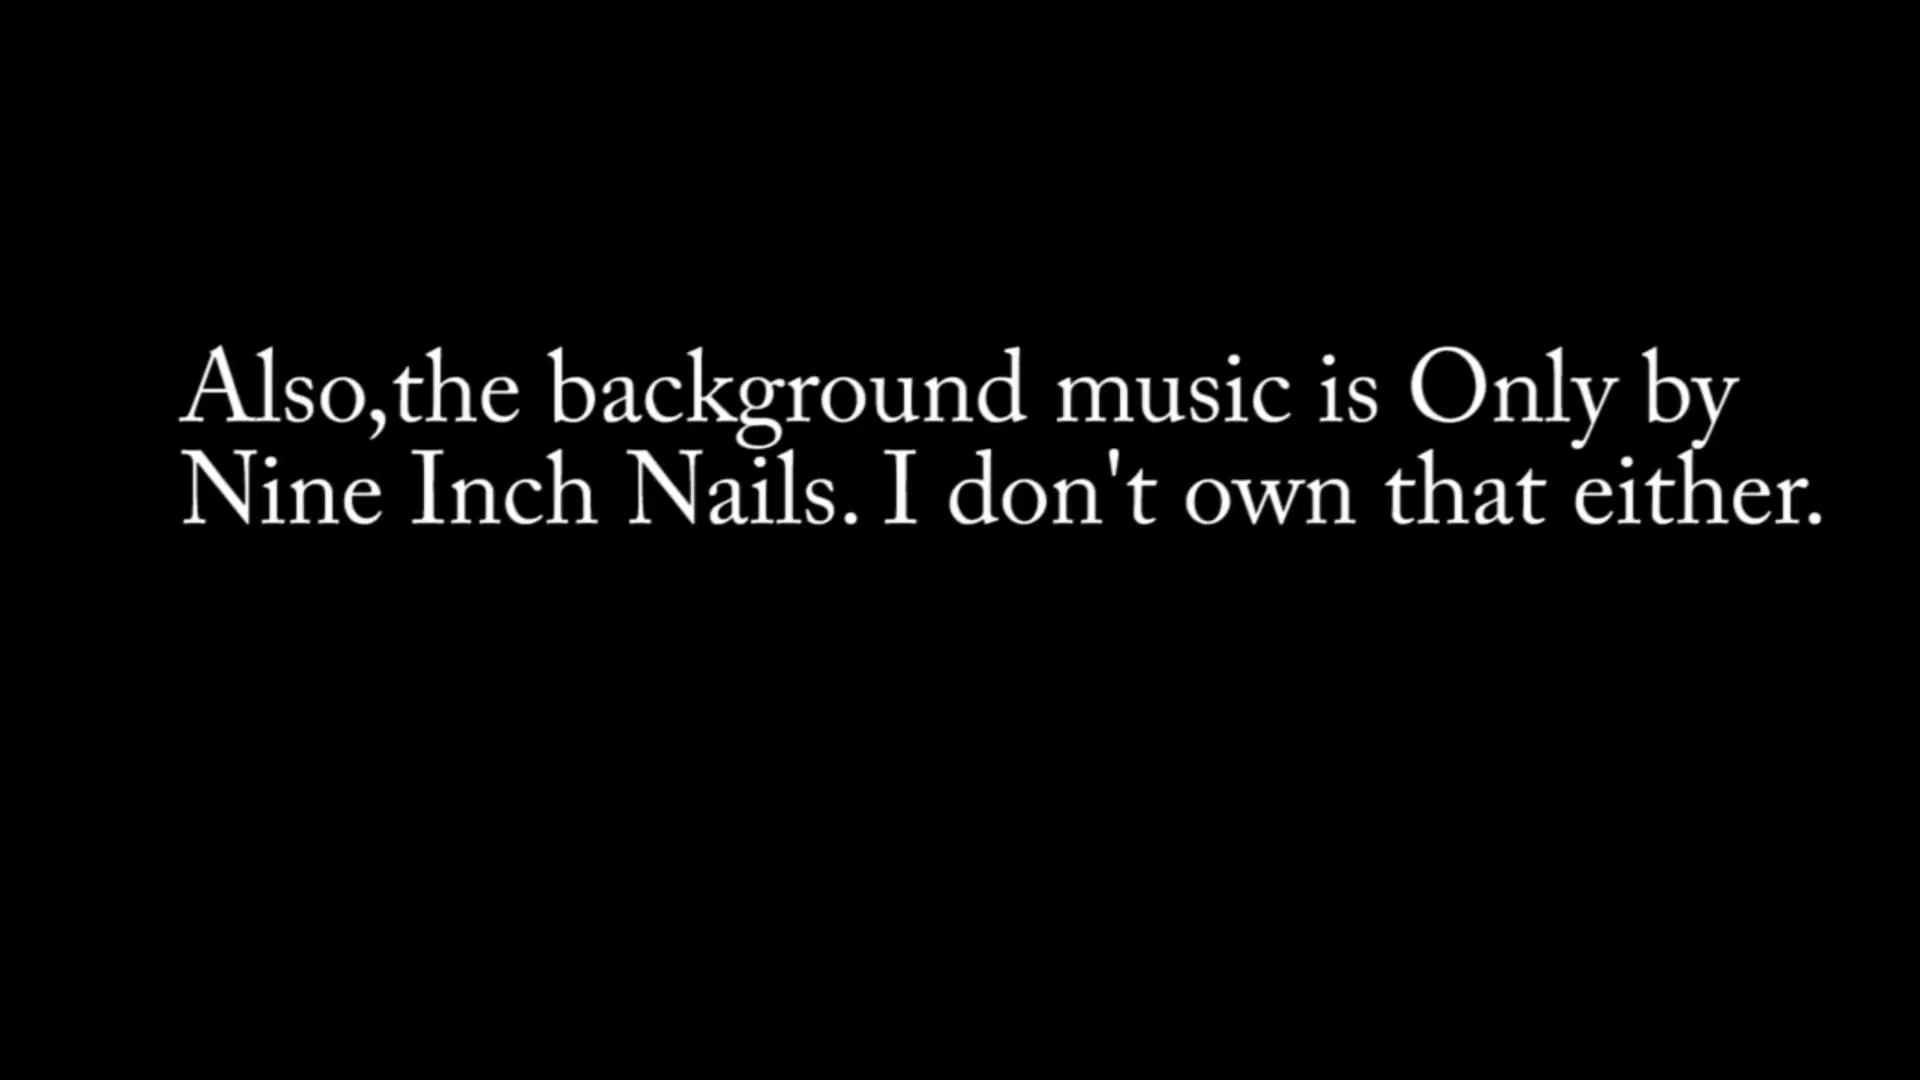 Also,the background music is Only by
Nine Inch Nails. I don't own that either.